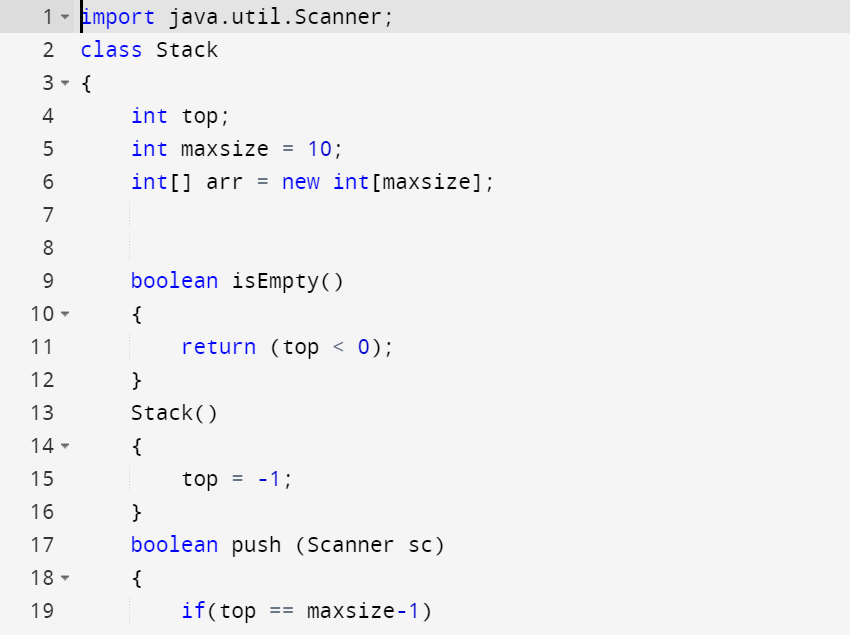 1 import java.util.Scanner;
2 class Stack
3 {
4     int top;
5     int maxsize = 10;
6     int[] arr = new int[maxsize];
7
8
9     boolean isEmpty()
10     {
11         return (top < 0);
12     }
13     Stack()
14     {
15         top = -1;
16     }
17     boolean push (Scanner sc)
18     {
19         if(top == maxsize-1)